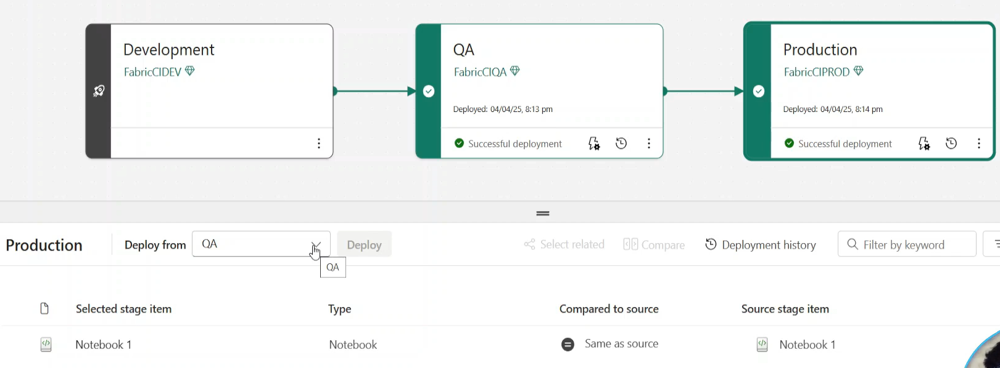 Development
FabricCIDEV
QA
FabricCIQA
Deployed: 04/04/25, 8:13 pm
Successful deployment
Production
FabricCIPROD
Deployed: 04/04/25, 8:14 pm
Successful deployment
Production
Deploy from
QA
Deploy
Select related
Compare
Deployment history
Filter by keyword
QA
Selected stage item
Type
Compared to source
Source stage item
Notebook 1
Notebook
Same as source
Notebook 1